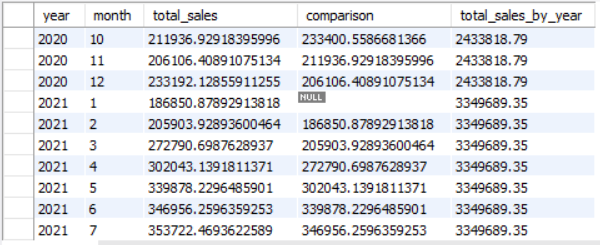 year month total_sales comparison total_sales_by_year
2020 10 211936.92918395996 233400.5586681366 2433818.79
2020 11 206106.40891075134 211936.92918395996 2433818.79
2020 12 233192.12855911255 206106.40891075134 2433818.79
2021 1 186850.87892913818 NULL 3349689.35
2021 2 205903.92893600464 186850.87892913818 3349689.35
2021 3 272790.6987628937 205903.92893600464 3349689.35
2021 4 302043.1391811371 272790.6987628937 3349689.35
2021 5 339878.2296485901 302043.1391811371 3349689.35
2021 6 346956.2596359253 339878.2296485901 3349689.35
2021 7 353722.4693622589 346956.2596359253 3349689.35